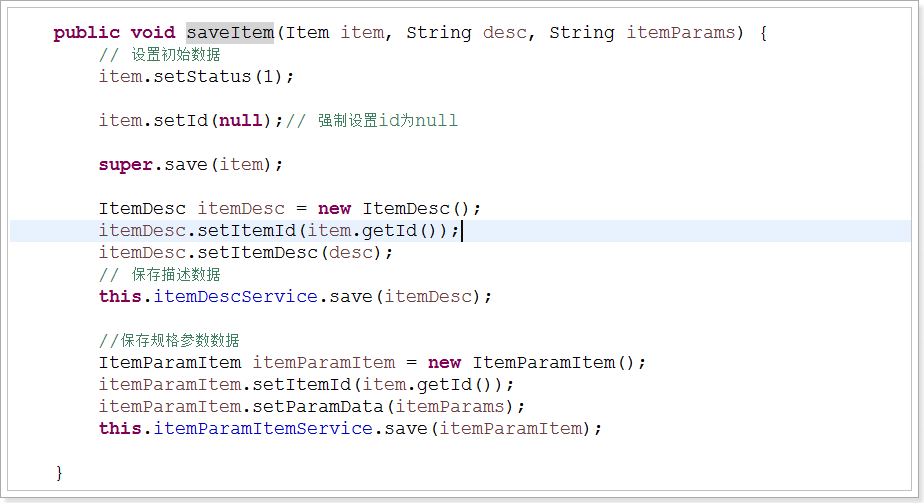 public void saveItem(Item item, String desc, String itemParams) {
// 设置初始数据
item.setStatus(1);
item.setId(null);// 强制设置id为null
super.save(item);
ItemDesc itemDesc = new ItemDesc();
itemDesc.setItemId(item.getId());
itemDesc.setItemDesc(desc);
// 保存描述数据
this.itemDescService.save(itemDesc);
//保存规格参数数据
ItemParamItem itemParamItem = new ItemParamItem();
itemParamItem.setItemId(item.getId());
itemParamItem.setParamData(itemParams);
this.itemParamItemService.save(itemParamItem);
}